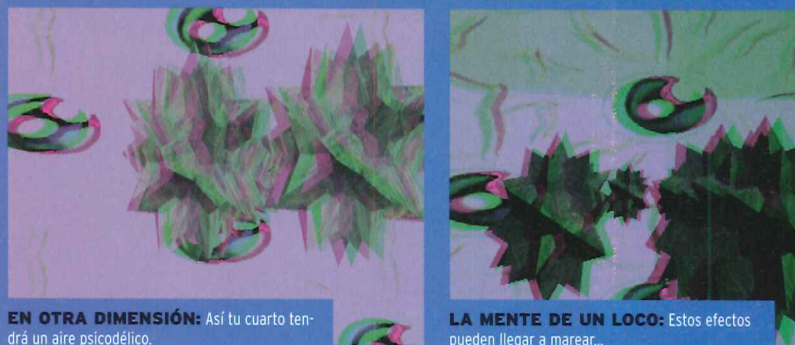 EN OTRA DIMENSIÓN: Así tu cuarto ten-
drá un aire psicodélico.
LA MENTE DE UN LOCO: Estos efectos
pueden llegar a marear...